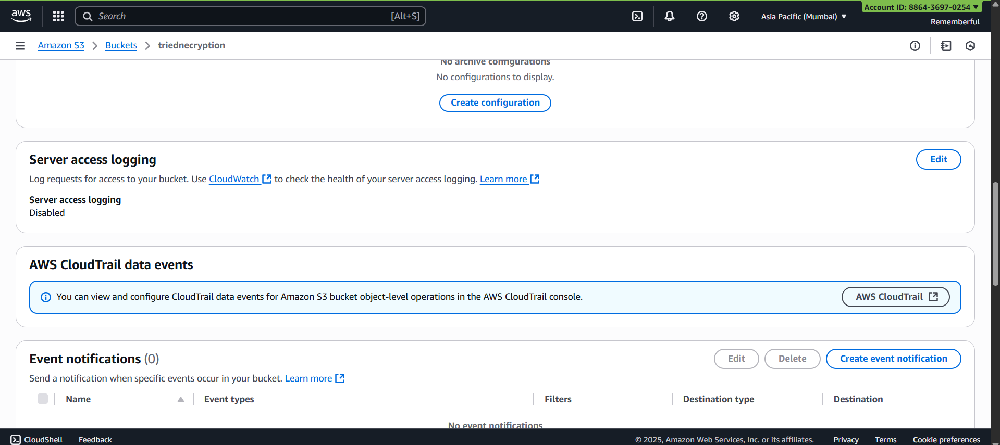 aws
Search [Alt+S]
Asia Pacific (Mumbai) ▼
Account ID: 8864-3697-0254 ▼
Rememberful
Amazon S3 > Buckets > triednecryption
No archive configurations
No configurations to display.
Create configuration
Server access logging
Edit
Log requests for access to your bucket. Use CloudWatch to check the health of your server access logging. Learn more
Server access logging
Disabled
AWS CloudTrail data events
You can view and configure CloudTrail data events for Amazon S3 bucket object-level operations in the AWS CloudTrail console.
AWS CloudTrail
Event notifications (0)
Edit Delete Create event notification
Send a notification when specific events occur in your bucket. Learn more
Name Event types Filters Destination type Destination
No event notifications
CloudShell Feedback © 2025, Amazon Web Services, Inc. or its affiliates. Privacy Terms Cookie preferences